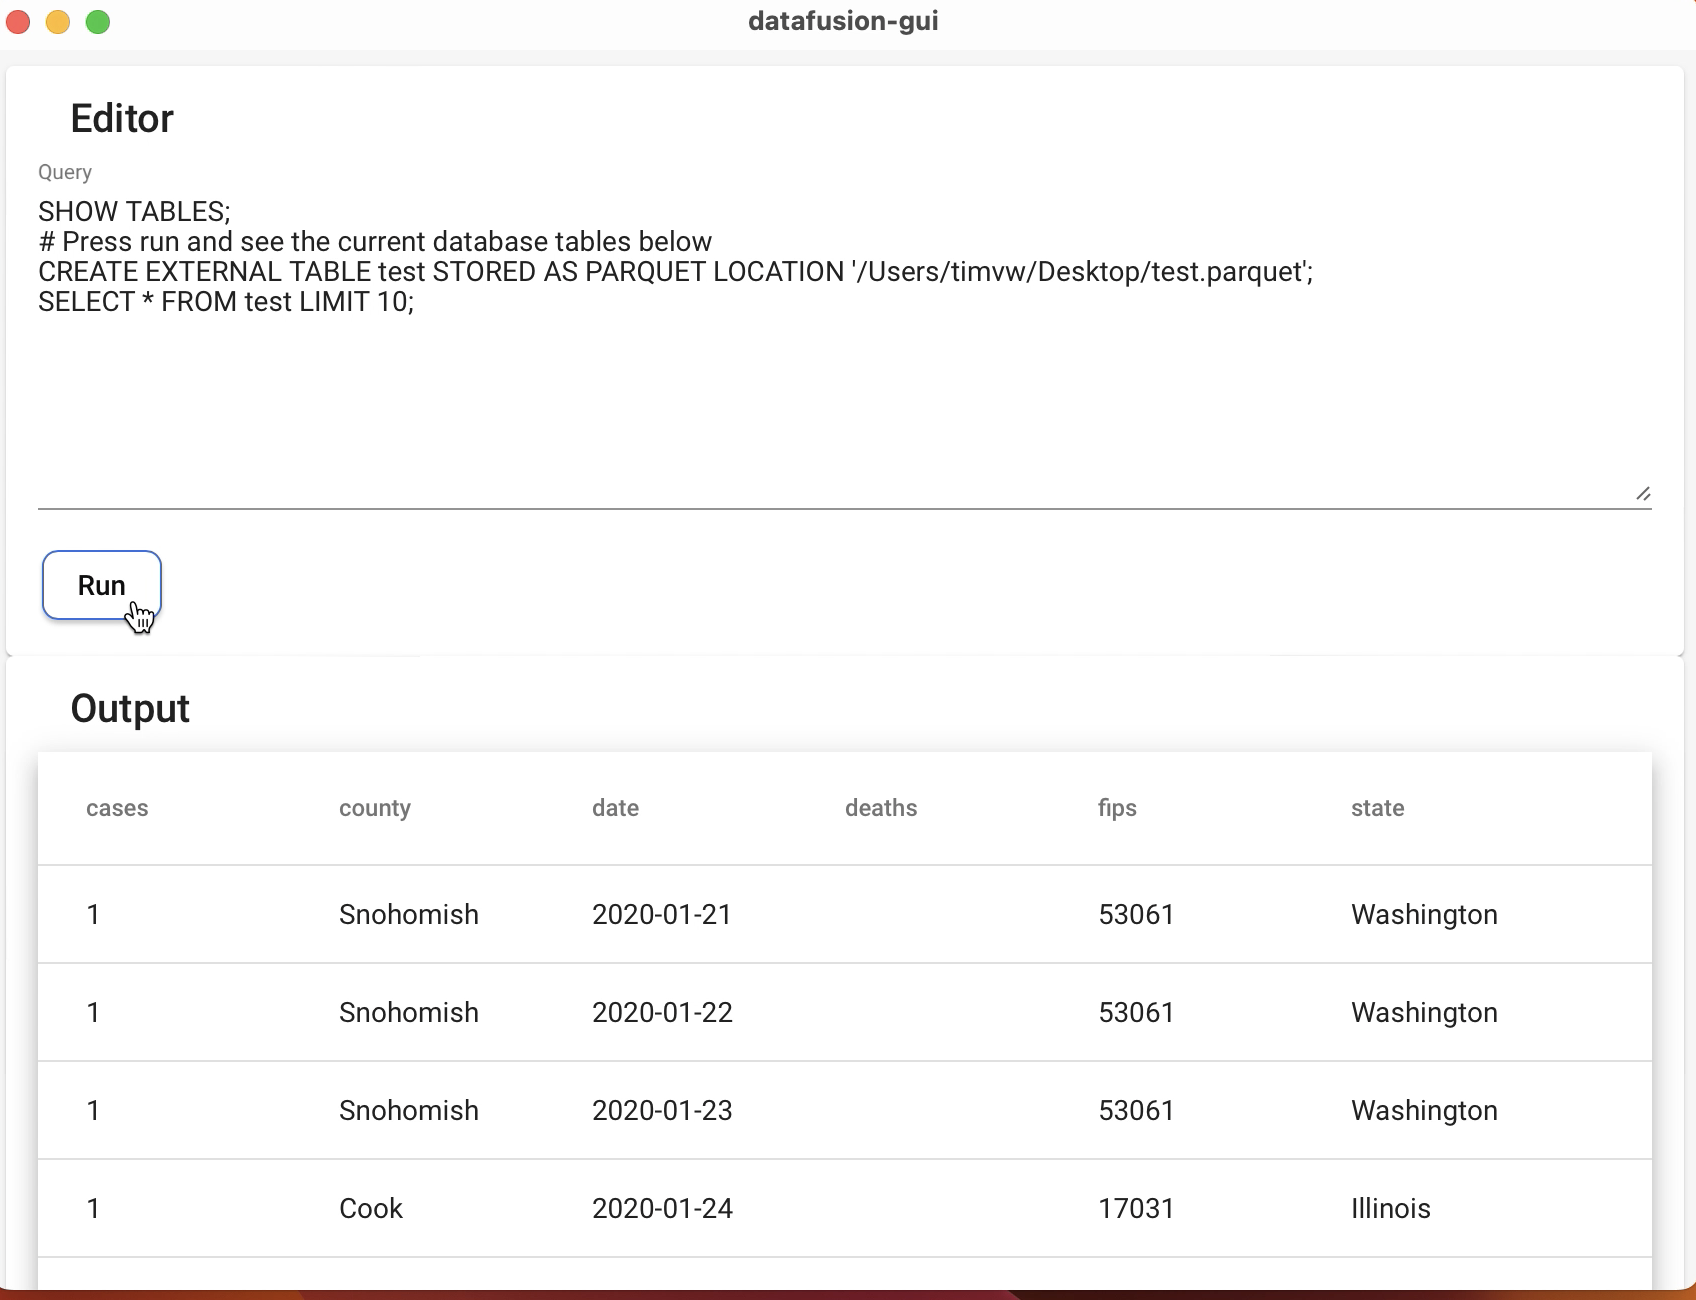 datafusion-gui
Editor
Query
SHOW TABLES;
# Press run and see the current database tables below
CREATE EXTERNAL TABLE test STORED AS PARQUET LOCATION '/Users/timvw/Desktop/test.parquet';
SELECT * FROM test LIMIT 10;
Run
Output
cases county date deaths fips state
1 Snohomish 2020-01-21 53061 Washington
1 Snohomish 2020-01-22 53061 Washington
1 Snohomish 2020-01-23 53061 Washington
1 Cook 2020-01-24 17031 Illinois